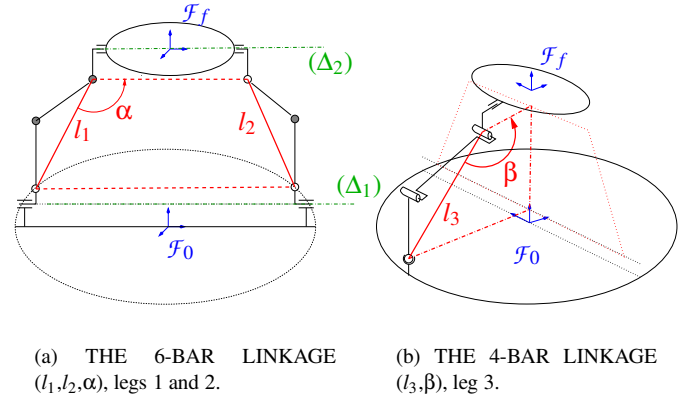 ℱf
(Δ2)
α
l1
l2
(Δ1)
ℱ0
ℱf
β
l3
ℱ0
(a) THE 6-BAR LINKAGE
(l1,l2,α), legs 1 and 2.
(b) THE 4-BAR LINKAGE
(l3,β), leg 3.